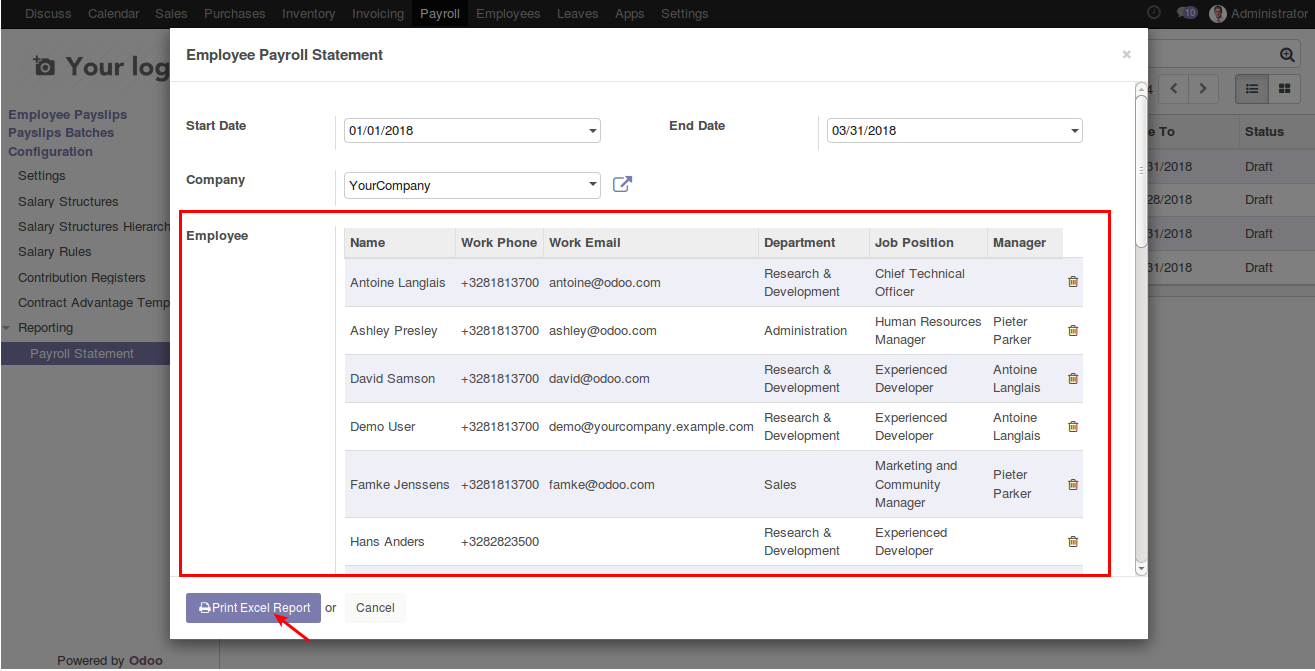 Discuss Calendar Sales Purchases Inventory Invoicing Payroll Employees Leaves Apps Settings 10 Administrator
Your log
Employee Payslips
Payslips Batches
Configuration
Settings
Salary Structures
Salary Structures Hierarch
Salary Rules
Contribution Registers
Contract Advantage Temp
Reporting
Payroll Statement
Powered by Odoo
Employee Payroll Statement ×
Start Date 01/01/2018 End Date 03/31/2018
Company YourCompany
Employee
Name Work Phone Work Email Department Job Position Manager
Antoine Langlais +3281813700 antoine@odoo.com Research & Development Chief Technical Officer
Ashley Presley +3281813700 ashley@odoo.com Administration Human Resources Manager Pieter Parker
David Samson +3281813700 david@odoo.com Research & Development Experienced Developer Antoine Langlais
Demo User +3281813700 demo@yourcompany.example.com Research & Development Experienced Developer Antoine Langlais
Famke Jenssens +3281813700 famke@odoo.com Sales Marketing and Community Manager Pieter Parker
Hans Anders +3282823500 Research & Development Experienced Developer
Print Excel Report or Cancel
4
e To Status
31/2018 Draft
28/2018 Draft
31/2018 Draft
31/2018 Draft